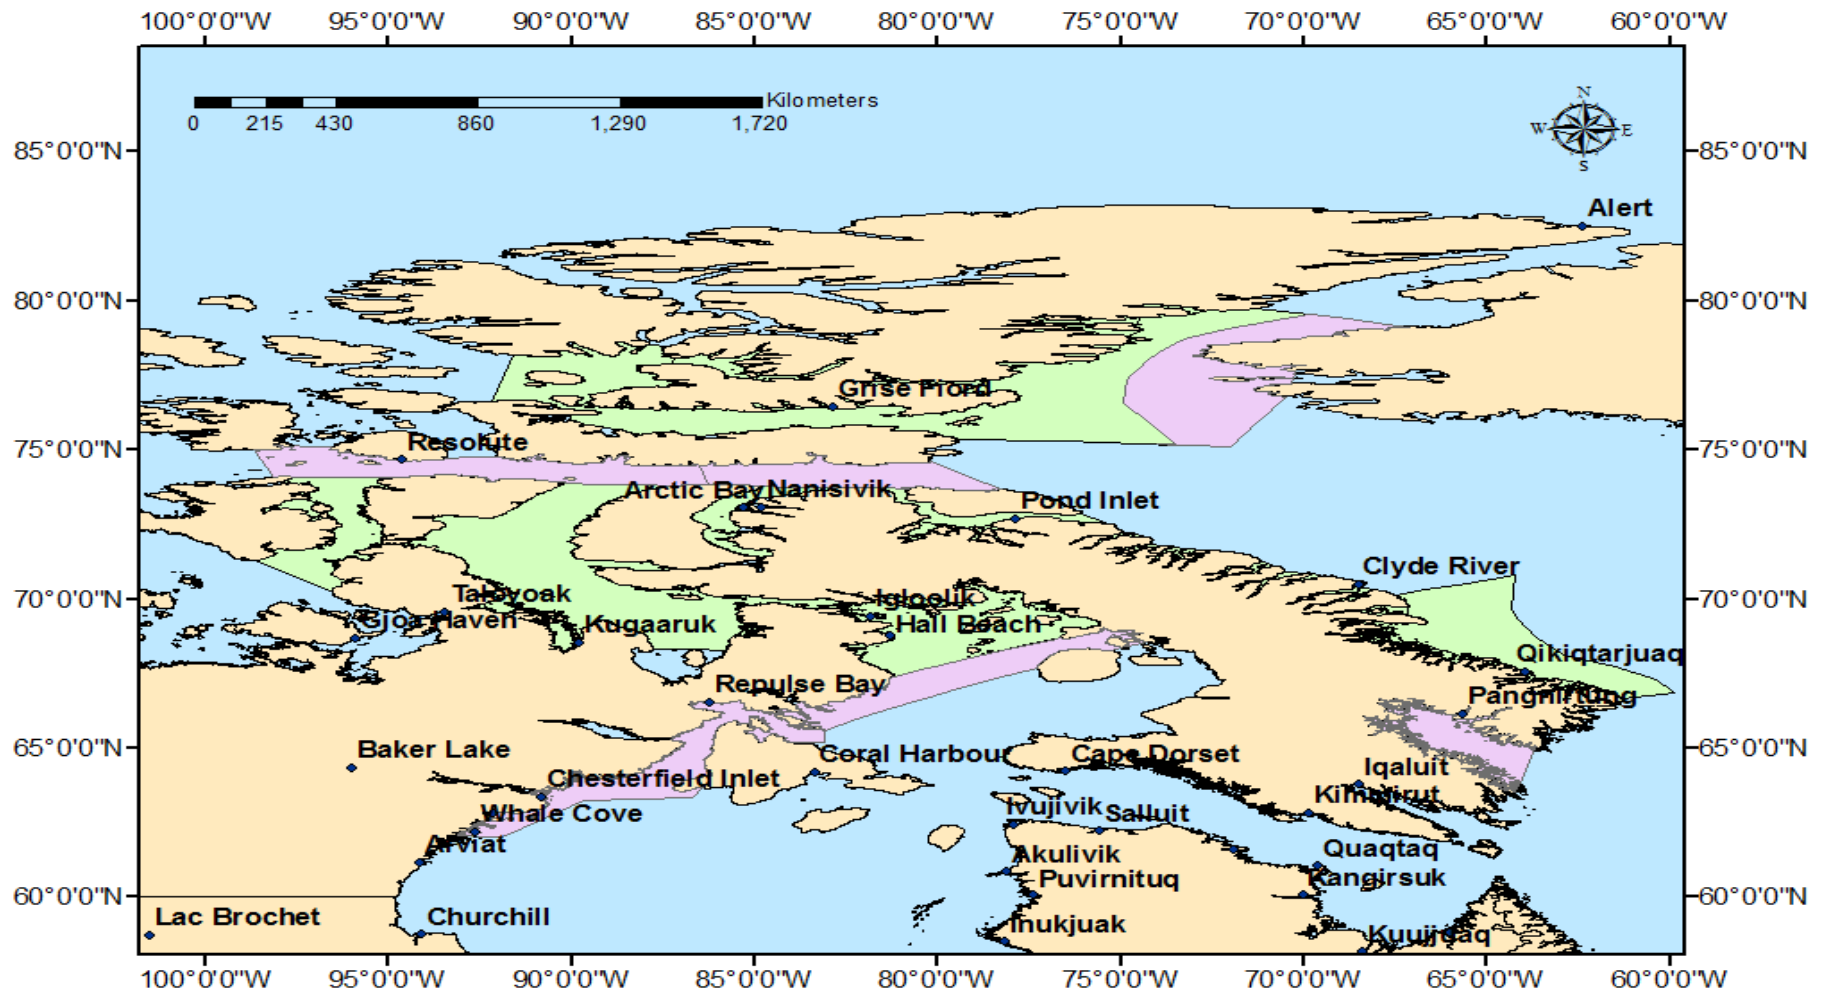 100°0'0"W 95°0'0"W 90°0'0"W 85°0'0"W 80°0'0"W 75°0'0"W 70°0'0"W 65°0'0"W 60°0'0"W
Kilometers
0 215 430 860 1,290 1,720
N
W E
S
85°0'0"N 85°0'0"N
Alert
80°0'0"N 80°0'0"N
Grise Fiord
Resolute
75°0'0"N 75°0'0"N
Arctic Bay Nanisivik
Pond Inlet
Clyde River
70°0'0"N 70°0'0"N
Taloyoak
Igloolik
Gjoa Haven
Kugaaruk
Hall Beach
Qikiqtarjuaq
Repulse Bay
Pangnirtung
65°0'0"N 65°0'0"N
Baker Lake
Coral Harbour
Cape Dorset
Iqaluit
Chesterfield Inlet
Kimmirut
Ivujivik
Salluit
Whale Cove
Arviat
Akulivik
Quaqtaq
Puvirnituq
Kangirsuk
60°0'0"N 60°0'0"N
Lac Brochet
Churchill
Inukjuak
Kuujjuaq
100°0'0"W 95°0'0"W 90°0'0"W 85°0'0"W 80°0'0"W 75°0'0"W 70°0'0"W 65°0'0"W 60°0'0"W